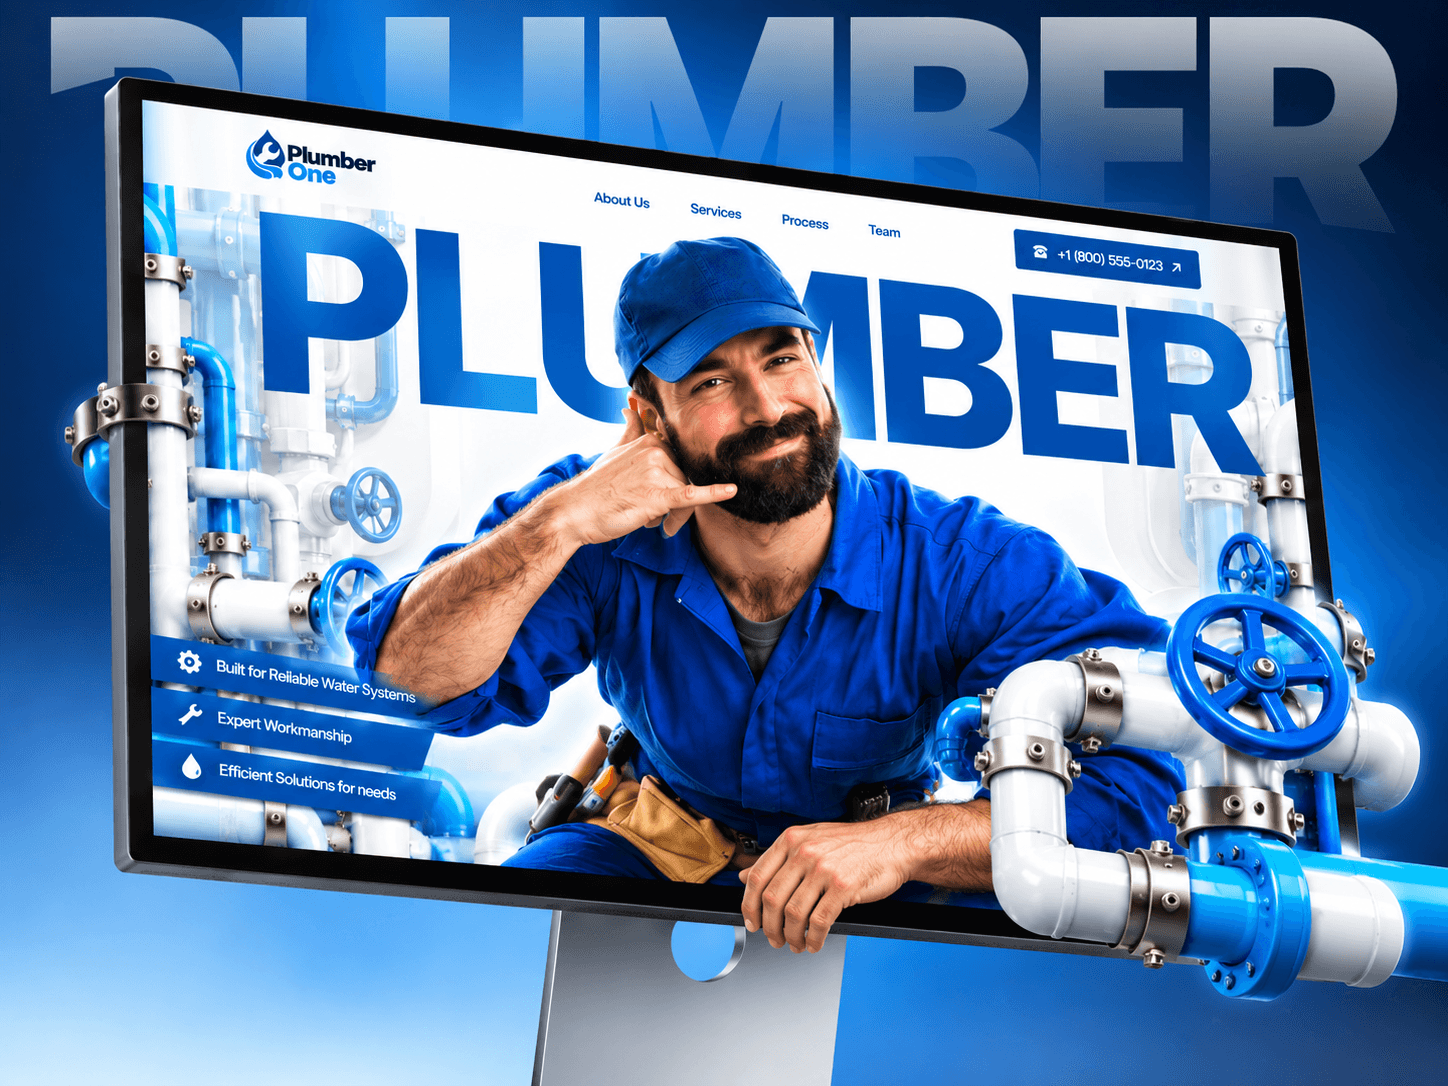 PLUMBER
Plumber
One
About Us
Services
Process
Team
+1 (800) 555-0123
PLUMBER
Built for Reliable Water Systems
Expert Workmanship
Efficient Solutions for needs